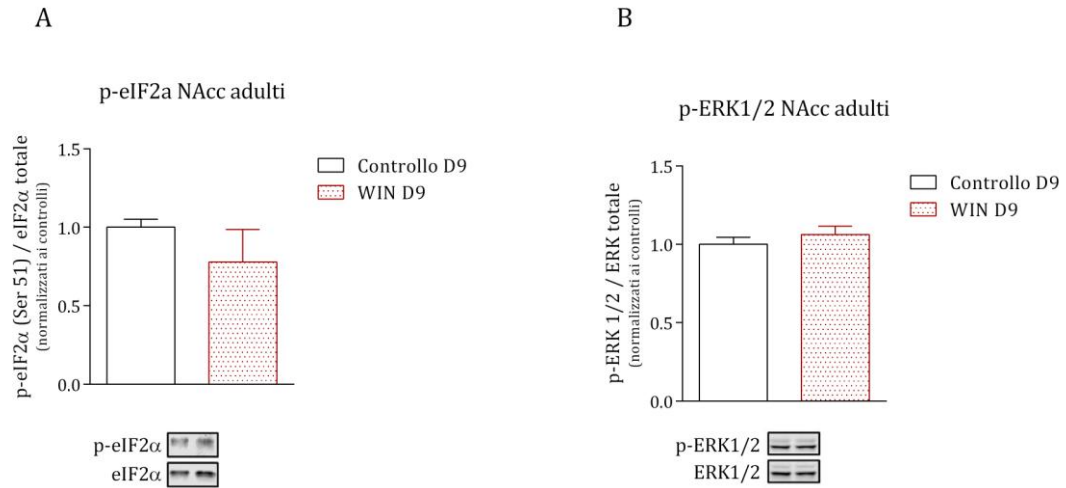 A
p-eIF2a NAcc adulti
p-eIF2α (Ser 51) / eIF2α totale
(normalizzati ai controlli)
1.5
1.0
0.5
0.0
Controllo D9
WIN D9
p-eIF2α
eIF2α
B
p-ERK1/2 NAcc adulti
p-ERK 1/2 / ERK totale
(normalizzati ai controlli)
1.5
1.0
0.5
0.0
Controllo D9
WIN D9
p-ERK1/2
ERK1/2